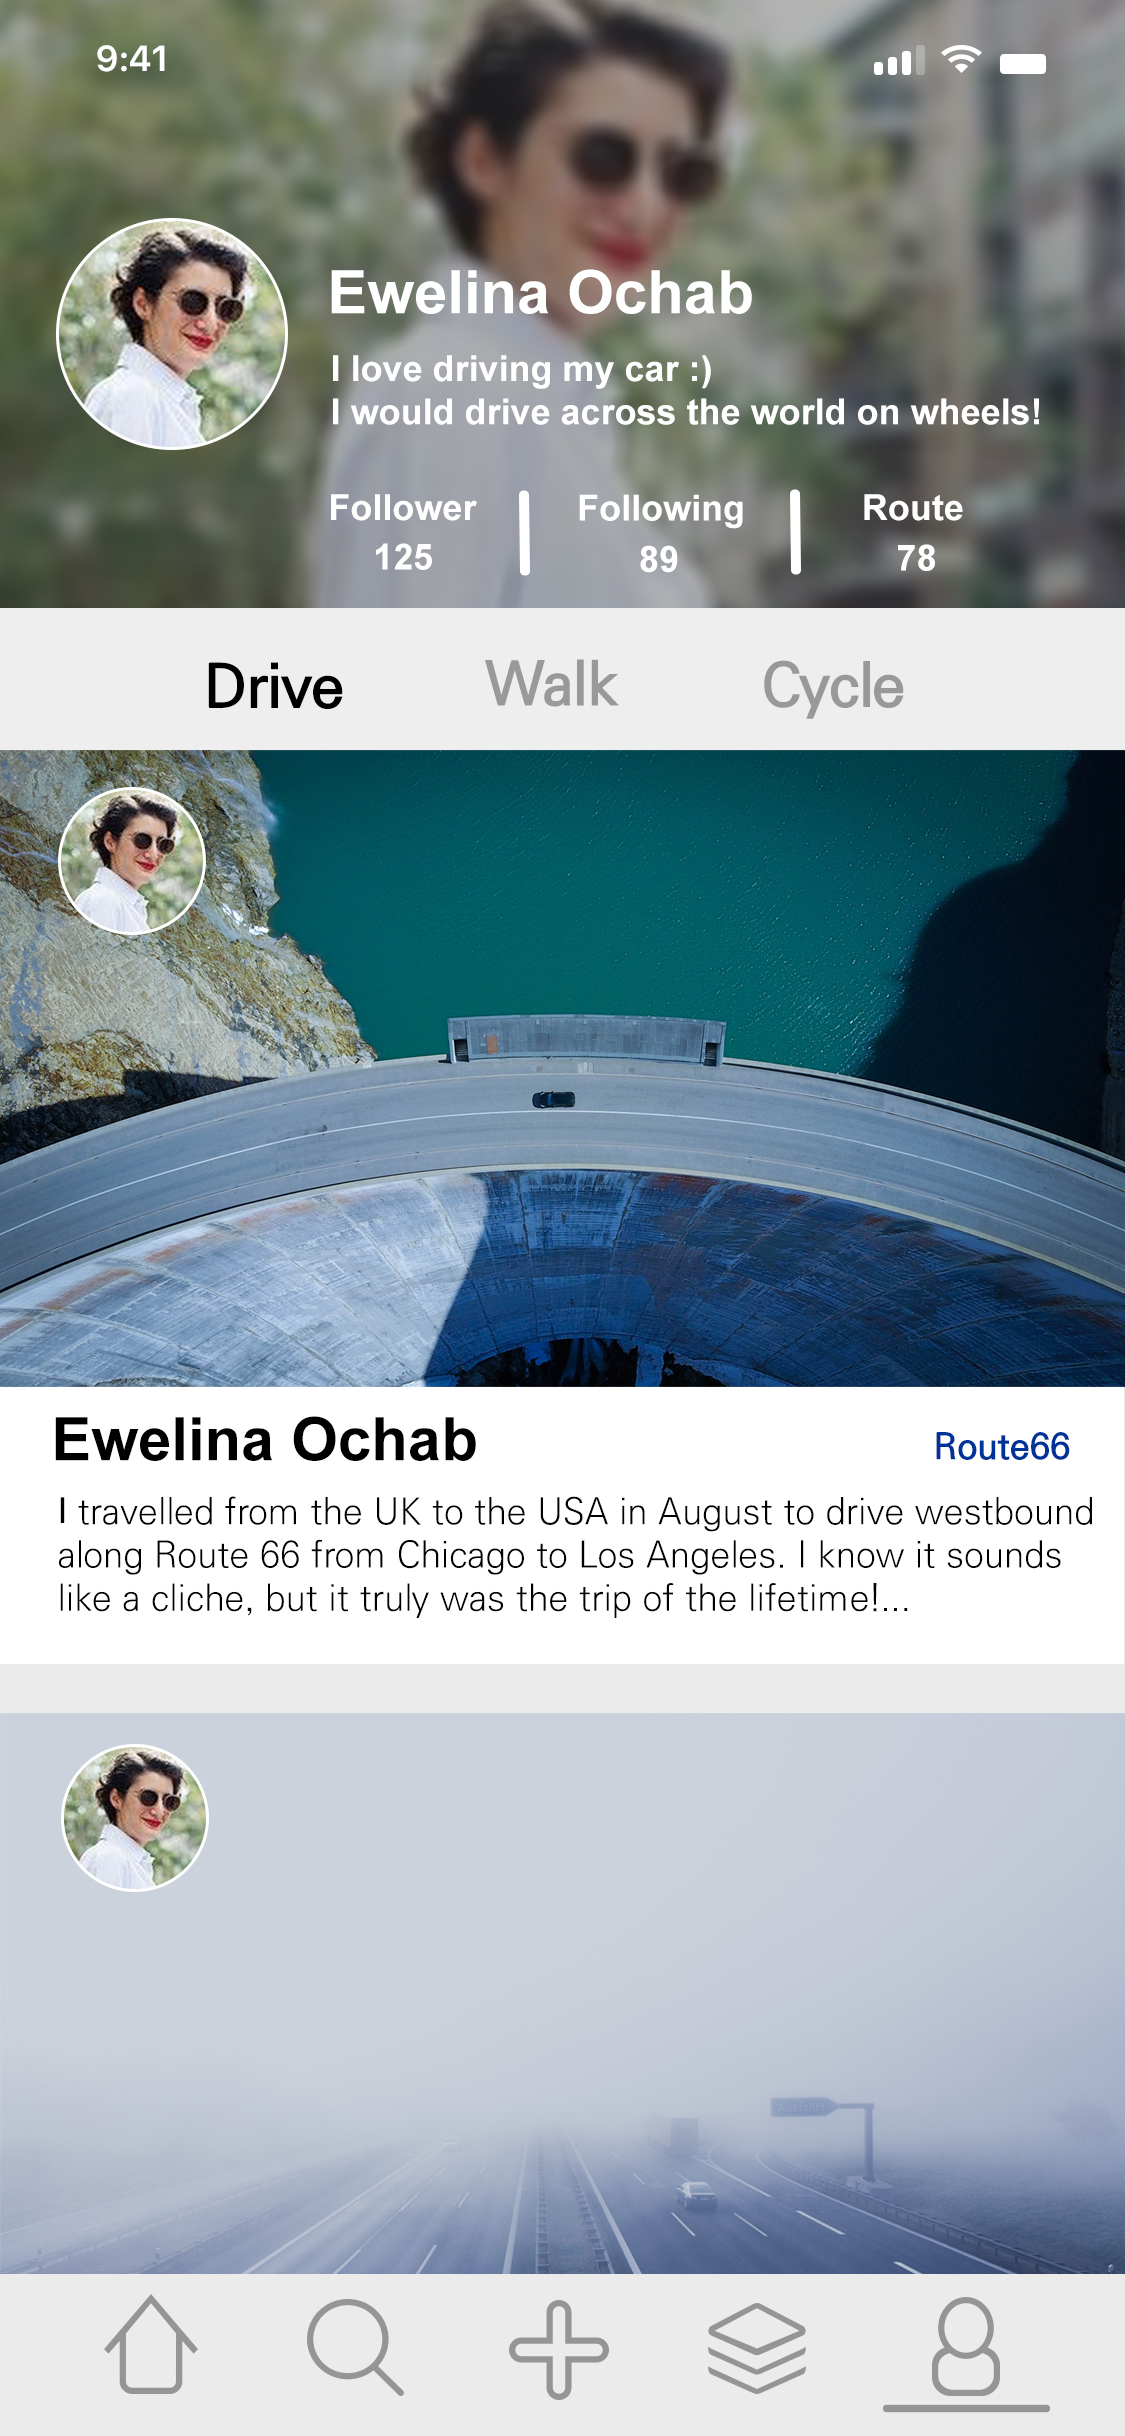 9:41
Ewelina Ochab
I love driving my car :)
I would drive across the world on wheels!
Follower Following Route
125 89 78
Drive Walk Cycle
Ewelina Ochab
Route66
I travelled from the UK to the USA in August to drive westbound
along Route 66 from Chicago to Los Angeles. I know it sounds
like a cliche, but it truly was the trip of the lifetime!...
Ausfahrt